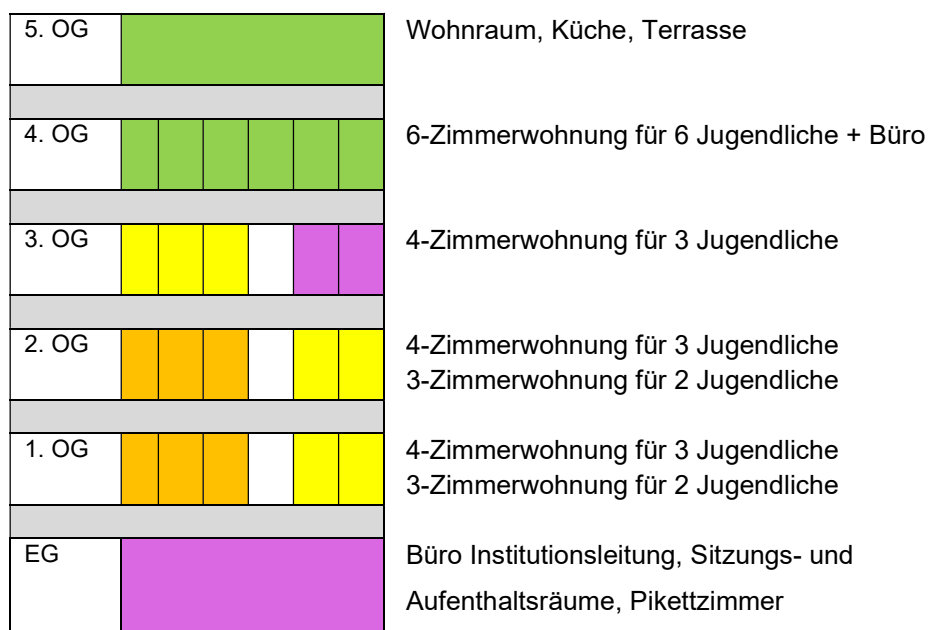 5. OG
Wohnraum, Küche, Terrasse
4. OG
6-Zimmerwohnung für 6 Jugendliche + Büro
3. OG
4-Zimmerwohnung für 3 Jugendliche
2. OG
4-Zimmerwohnung für 3 Jugendliche
3-Zimmerwohnung für 2 Jugendliche
1. OG
4-Zimmerwohnung für 3 Jugendliche
3-Zimmerwohnung für 2 Jugendliche
EG
Büro Institutionsleitung, Sitzungs- und
Aufenthaltsräume, Pikettzimmer